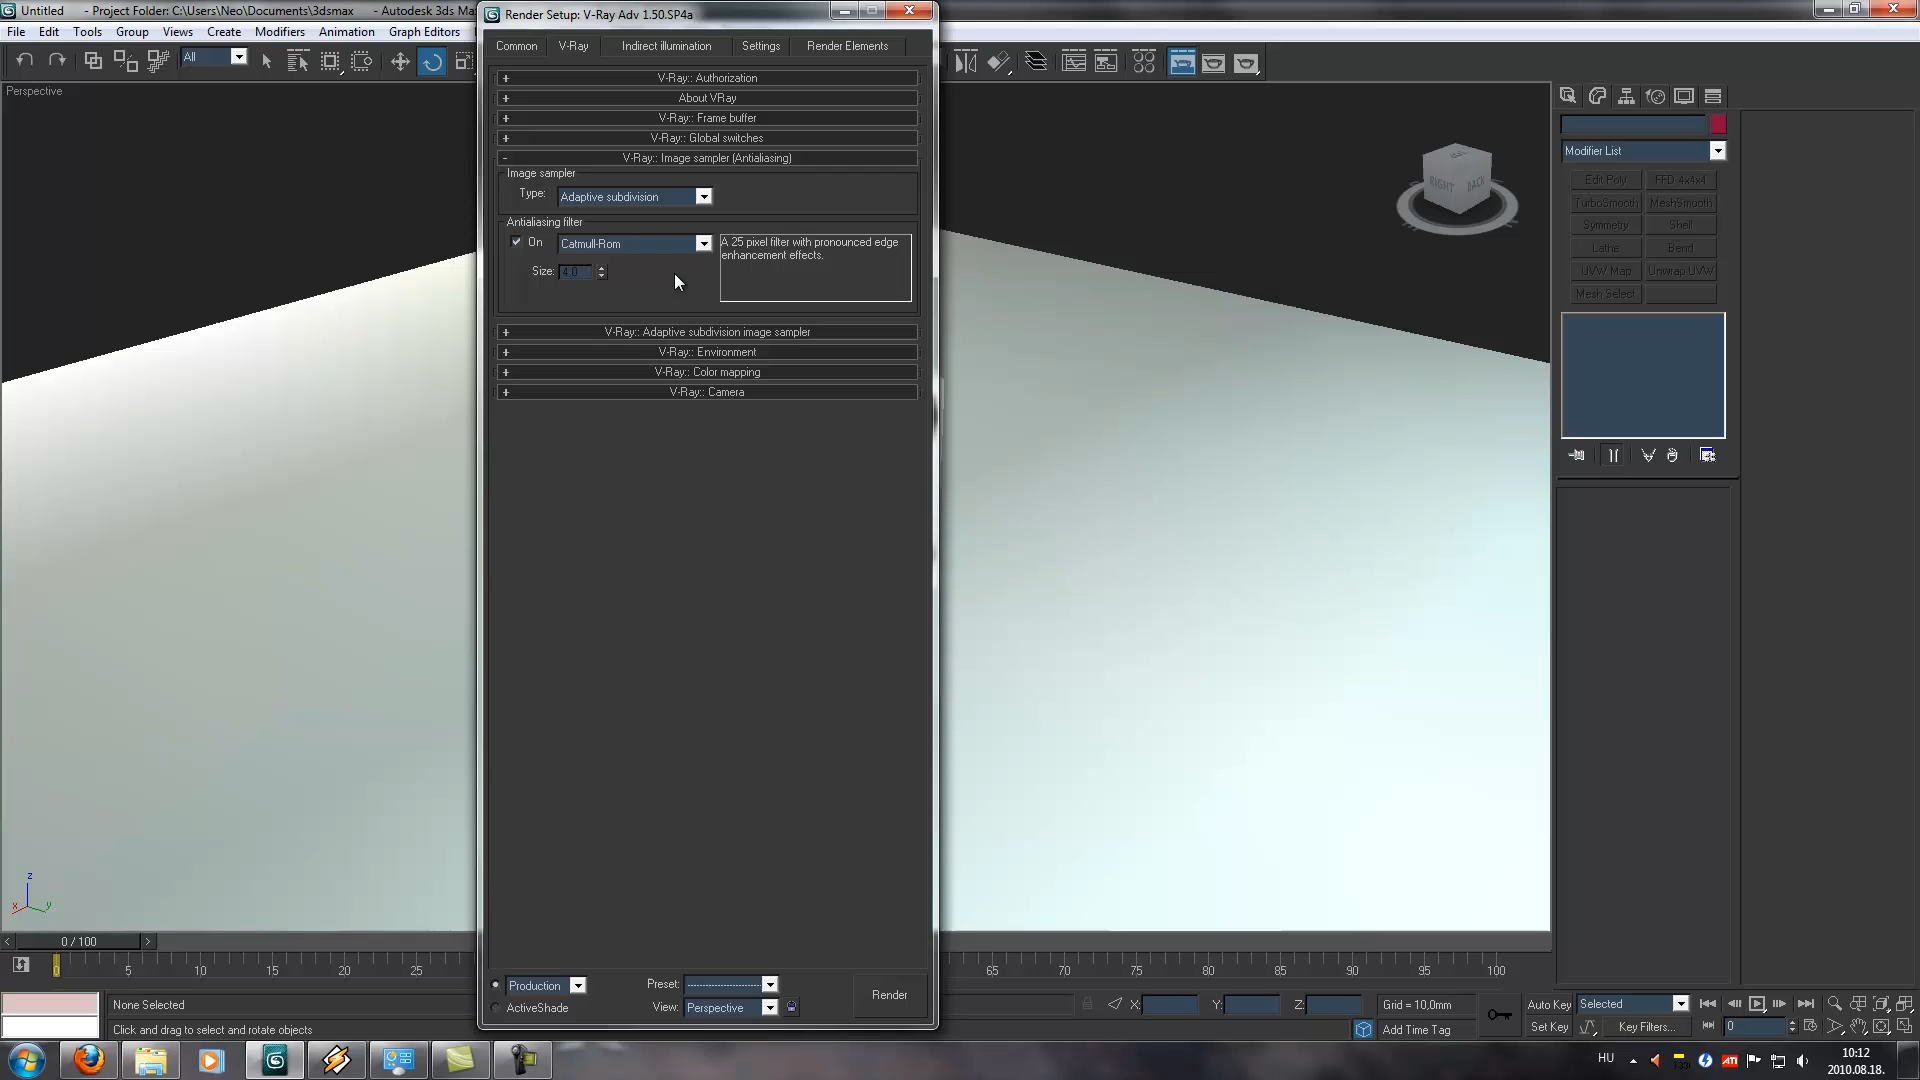 Untitled - Project Folder: C:\Users\Neo\Documents\3dsmax - Autodesk 3ds Ma
Render Setup: V-Ray Adv 1.50.SP4a
File Edit Tools Group Views Create Modifiers Animation Graph Editors
Common V-Ray Indirect illumination Settings Render Elements
All
Perspective
+ V-Ray:: Authorization
+ About VRay
+ V-Ray:: Frame buffer
+ V-Ray:: Global switches
- V-Ray:: Image sampler (Antialiasing)
Image sampler
Type: Adaptive subdivision
Antialiasing filter
On Catmull-Rom
A 25 pixel filter with pronounced edge
enhancement effects.
Size: 4.0
+ V-Ray:: Adaptive subdivision image sampler
+ V-Ray:: Environment
+ V-Ray:: Color mapping
+ V-Ray:: Camera
RIGHT BACK
Modifier List
Edit Poly FFD 4x4x4
TurboSmooth MeshSmooth
Symmetry Shell
Lathe Bend
UVW Map Unwrap UVW
Mesh Select
z
x y
0 / 100
0 5 10 15 20 25 65 70 75 80 85 90 95 100
Production Preset: Render
ActiveShade View: Perspective
None Selected
Click and drag to select and rotate objects
X: Y: Z: Grid = 10,0mm
Add Time Tag
Auto Key Selected
Set Key Key Filters... 0
HU
10:12
2010.08.18.